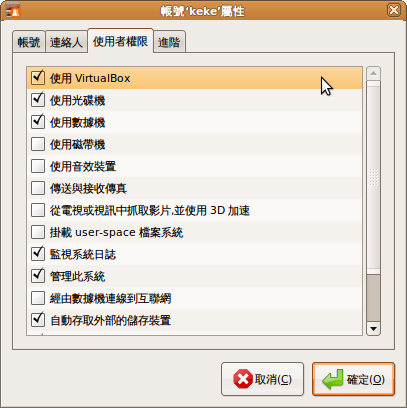 帳號‘keke’屬性
帳號 連絡人 使用者權限 進階
使用 VirtualBox
使用光碟機
使用數據機
使用磁帶機
使用音效裝置
傳送與接收傳真
從電視或視訊中抓取影片,並使用 3D 加速
掛載 user-space 檔案系統
監視系統日誌
管理此系統
經由數據機連線到互聯網
自動存取外部的儲存裝置
取消(C) 確定(O)